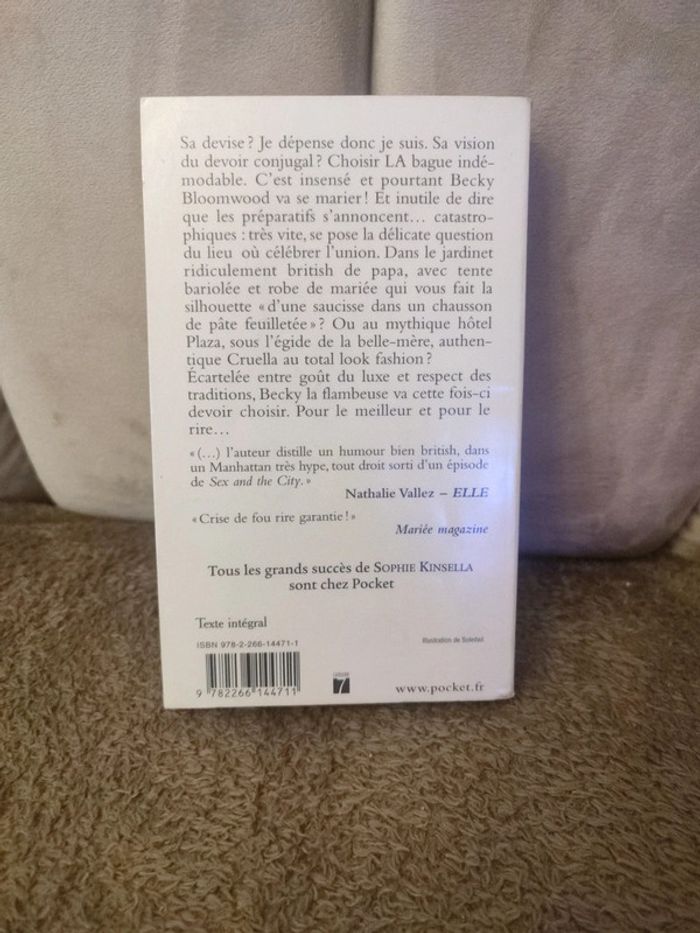 Sa devise ? Je dépense donc je suis. Sa vision
du devoir conjugal ? Choisir LA bague indé-
modable. C'est insensé et pourtant Becky
Bloomwood va se marier ! Et inutile de dire
que les préparatifs s'annoncent… catastro-
phiques : très vite, se pose la délicate question
du lieu où célébrer l'union. Dans le jardinet
ridiculement british de papa, avec tente
bariolée et robe de mariée qui vous fait la
silhouette « d'une saucisse dans un chausson
de pâte feuilletée » ? Ou au mythique hôtel
Plaza, sous l'égide de la belle-mère, authen-
tique Cruella au total look fashion ?
Écartelée entre goût du luxe et respect des
traditions, Becky la flambeuse va cette fois-ci
devoir choisir. Pour le meilleur et pour le
rire…
« (…) l'auteur distille un humour bien british, dans
un Manhattan très hype, tout droit sorti d'un épisode
de Sex and the City. »
Nathalie Vallez – ELLE
« Crise de fou rire garantie ! »
Mariée magazine
Tous les grands succès de SOPHIE KINSELLA
sont chez Pocket
Texte intégral
ISBN 978-2-266-14471-1
Illustration de Soledad
9 782266 144711
7
www.pocket.fr